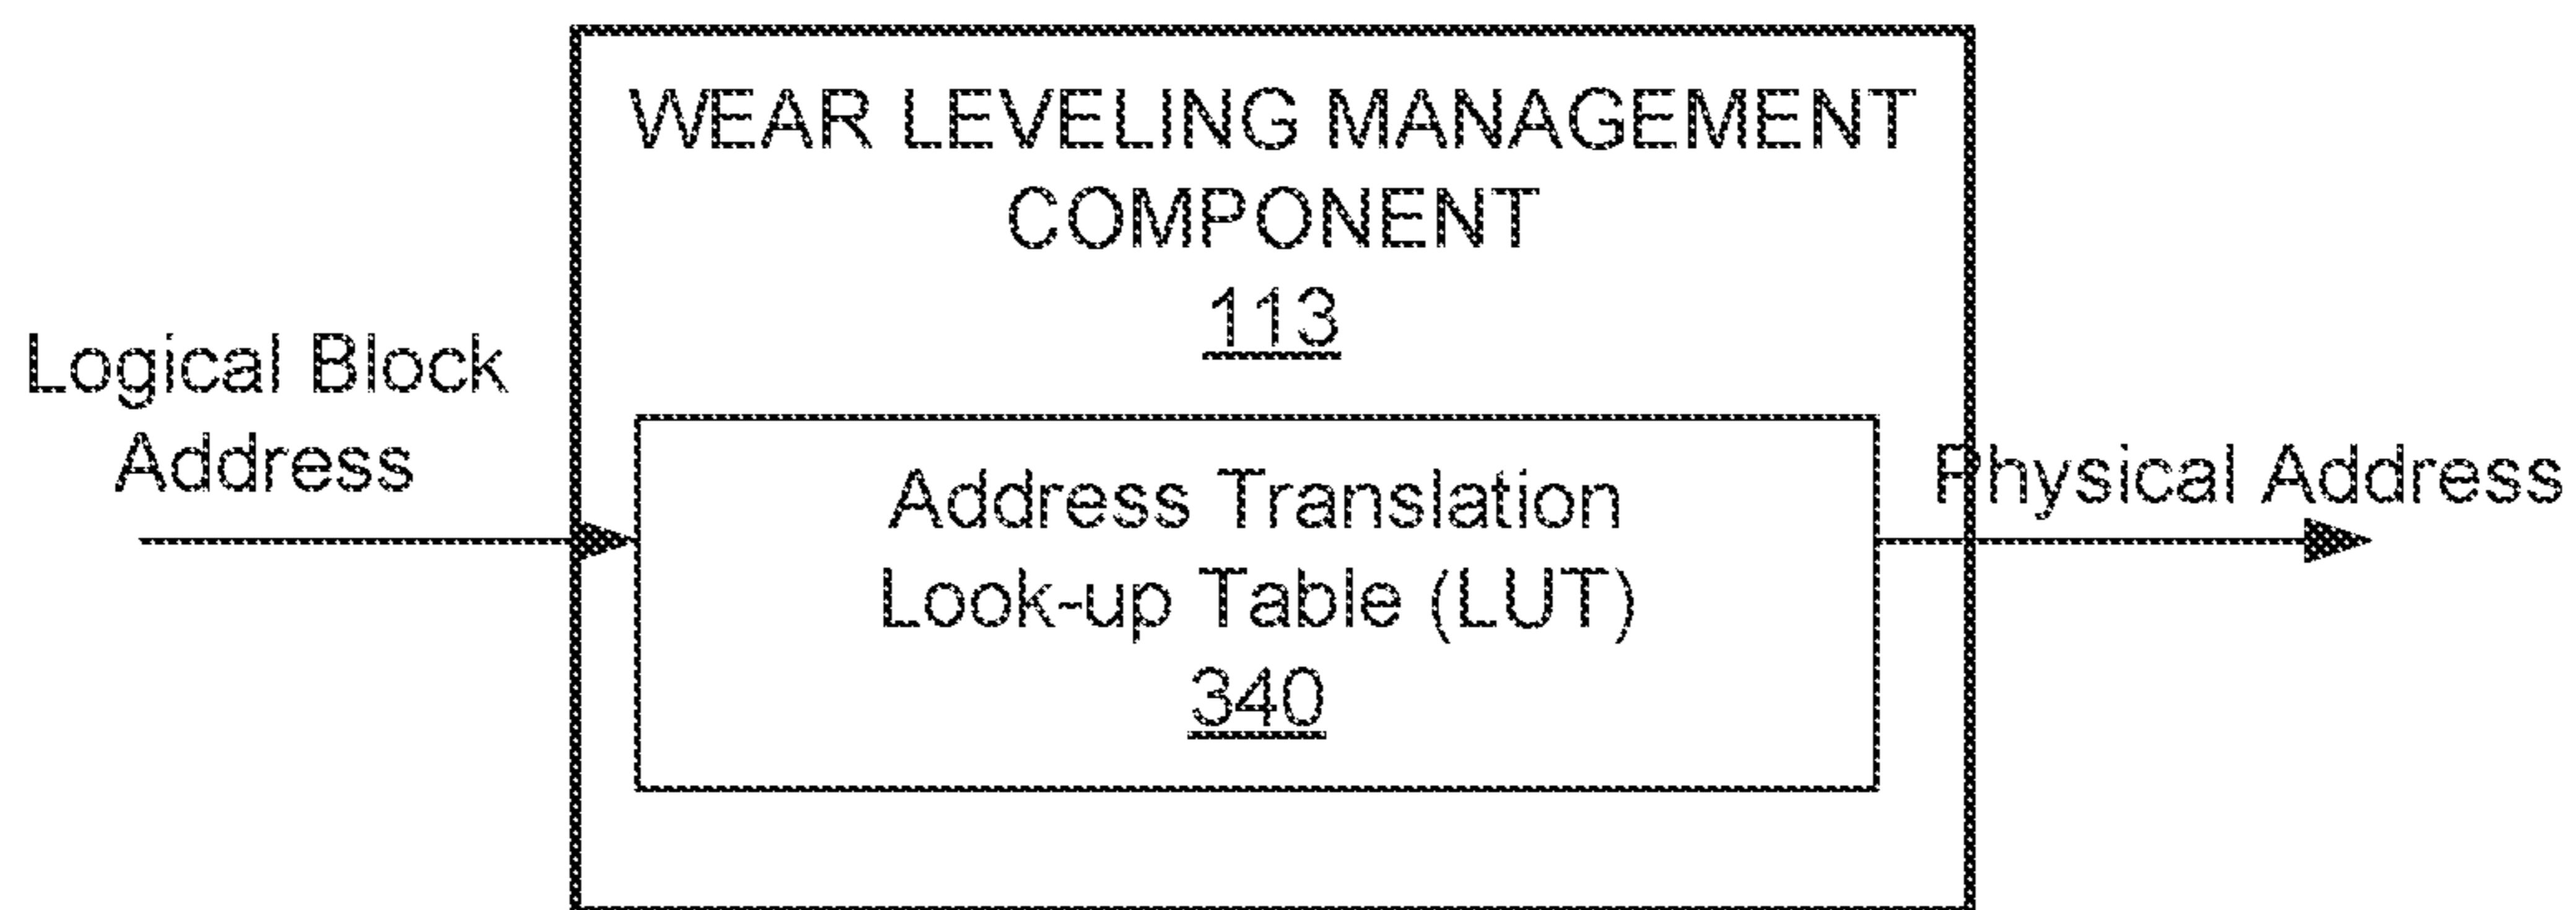 WEAR LEVELING MANAGEMENT
COMPONENT
113
Logical Block
Address
Address Translation
Look-up Table (LUT)
340
Physical Address